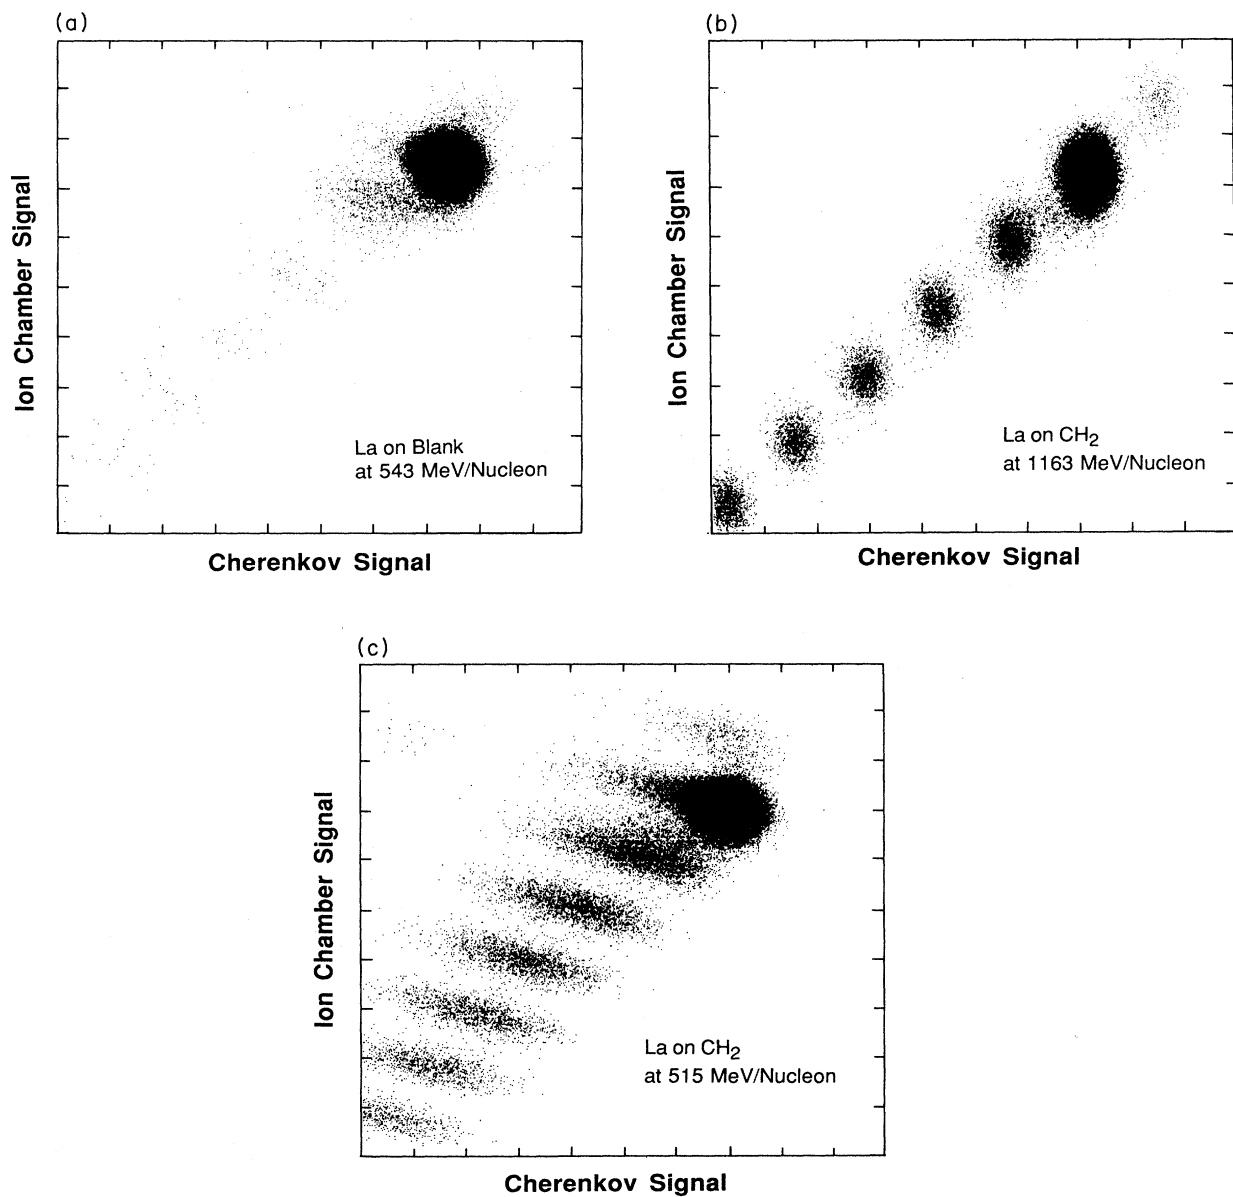 (a)
Ion Chamber Signal
La on Blank
at 543 MeV/Nucleon
Cherenkov Signal
(b)
Ion Chamber Signal
La on CH₂
at 1163 MeV/Nucleon
Cherenkov Signal
(c)
Ion Chamber Signal
La on CH₂
at 515 MeV/Nucleon
Cherenkov Signal